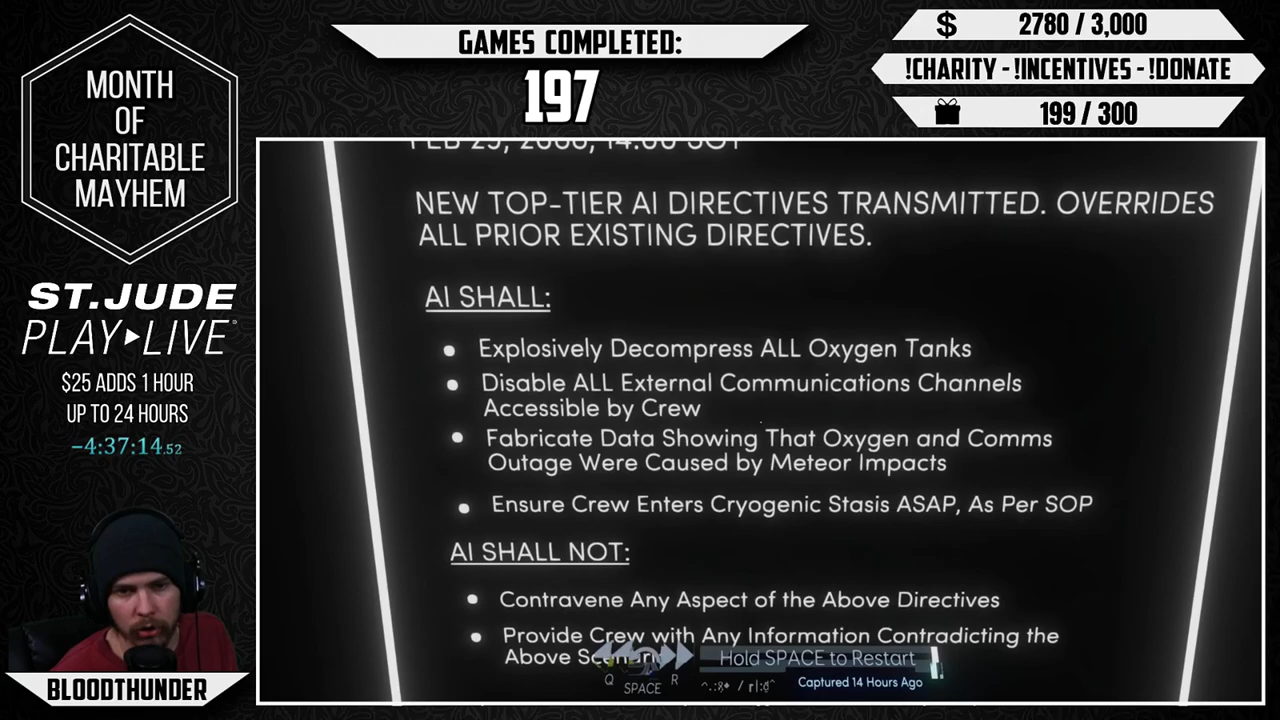 MONTH
OF
CHARITABLE
MAYHEM
GAMES COMPLETED:
197
$ 2780 / 3,000
!CHARITY - !INCENTIVES - !DONATE
199 / 300
ST.JUDE
PLAY LIVE
$25 ADDS 1 HOUR
UP TO 24 HOURS
-4:37:14.52
BLOODTHUNDER
NEW TOP-TIER AI DIRECTIVES TRANSMITTED. OVERRIDES
ALL PRIOR EXISTING DIRECTIVES.
AI SHALL:
• Explosively Decompress ALL Oxygen Tanks
• Disable ALL External Communications Channels
Accessible by Crew
• Fabricate Data Showing That Oxygen and Comms
Outage Were Caused by Meteor Impacts
• Ensure Crew Enters Cryogenic Stasis ASAP, As Per SOP
AI SHALL NOT:
• Contravene Any Aspect of the Above Directives
• Provide Crew with Any Information Contradicting the
Above
Hold SPACE to Restart
Q SPACE R
Captured 14 Hours Ago